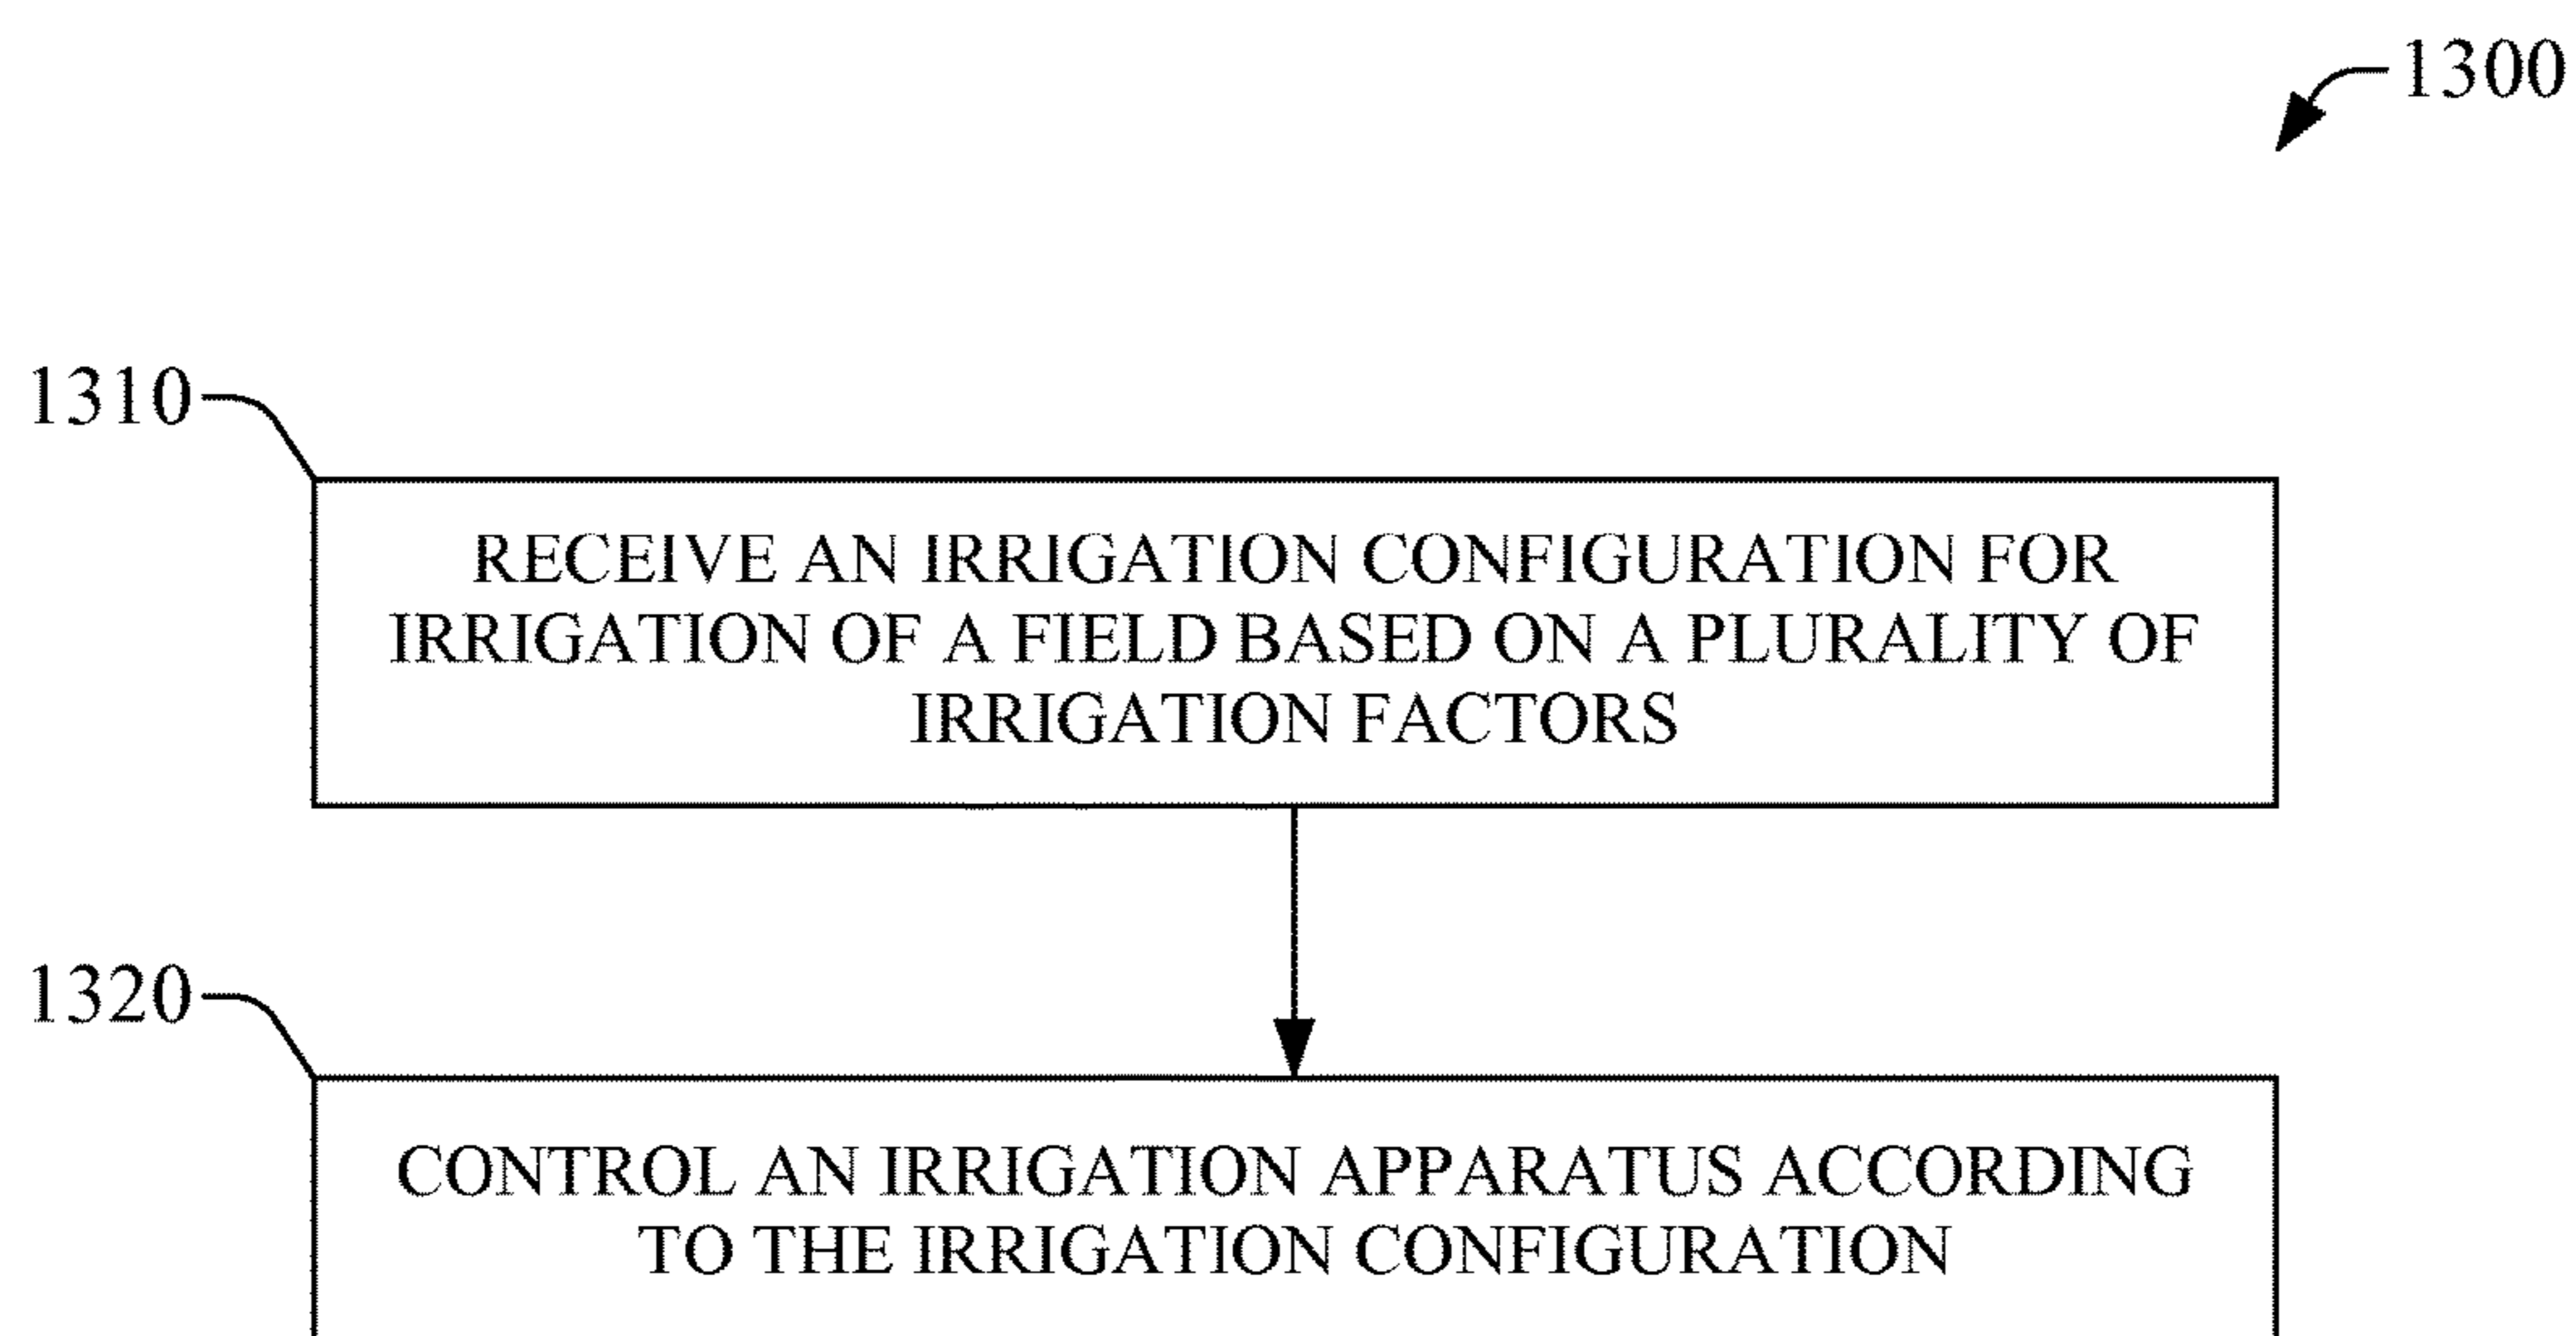 1300
1310
RECEIVE AN IRRIGATION CONFIGURATION FOR
IRRIGATION OF A FIELD BASED ON A PLURALITY OF
IRRIGATION FACTORS
1320
CONTROL AN IRRIGATION APPARATUS ACCORDING
TO THE IRRIGATION CONFIGURATION